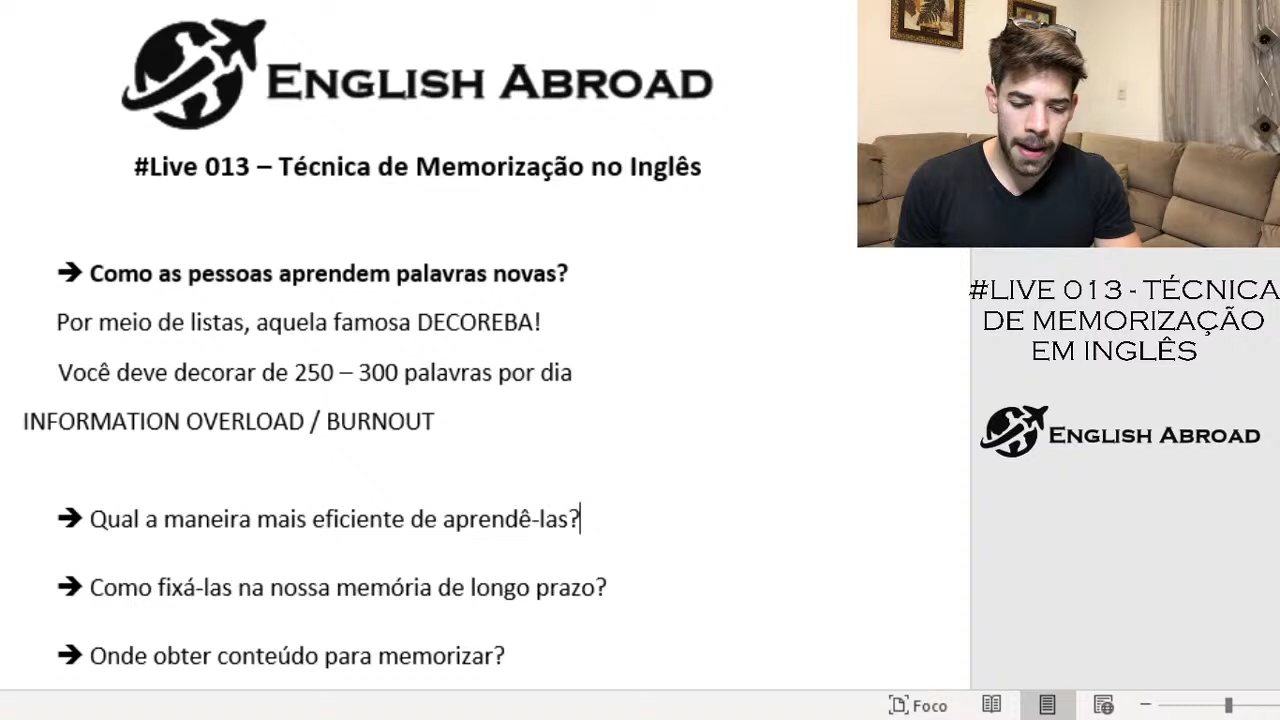 ENGLISH ABROAD
#Live 013 – Técnica de Memorização no Inglês
➔ Como as pessoas aprendem palavras novas?
Por meio de listas, aquela famosa DECOREBA!
Você deve decorar de 250 – 300 palavras por dia
INFORMATION OVERLOAD / BURNOUT
➔ Qual a maneira mais eficiente de aprendê-las?
➔ Como fixá-las na nossa memória de longo prazo?
➔ Onde obter conteúdo para memorizar?
#LIVE 013 - TÉCNICA
DE MEMORIZAÇÃO
EM INGLÊS
ENGLISH ABROAD
Foco